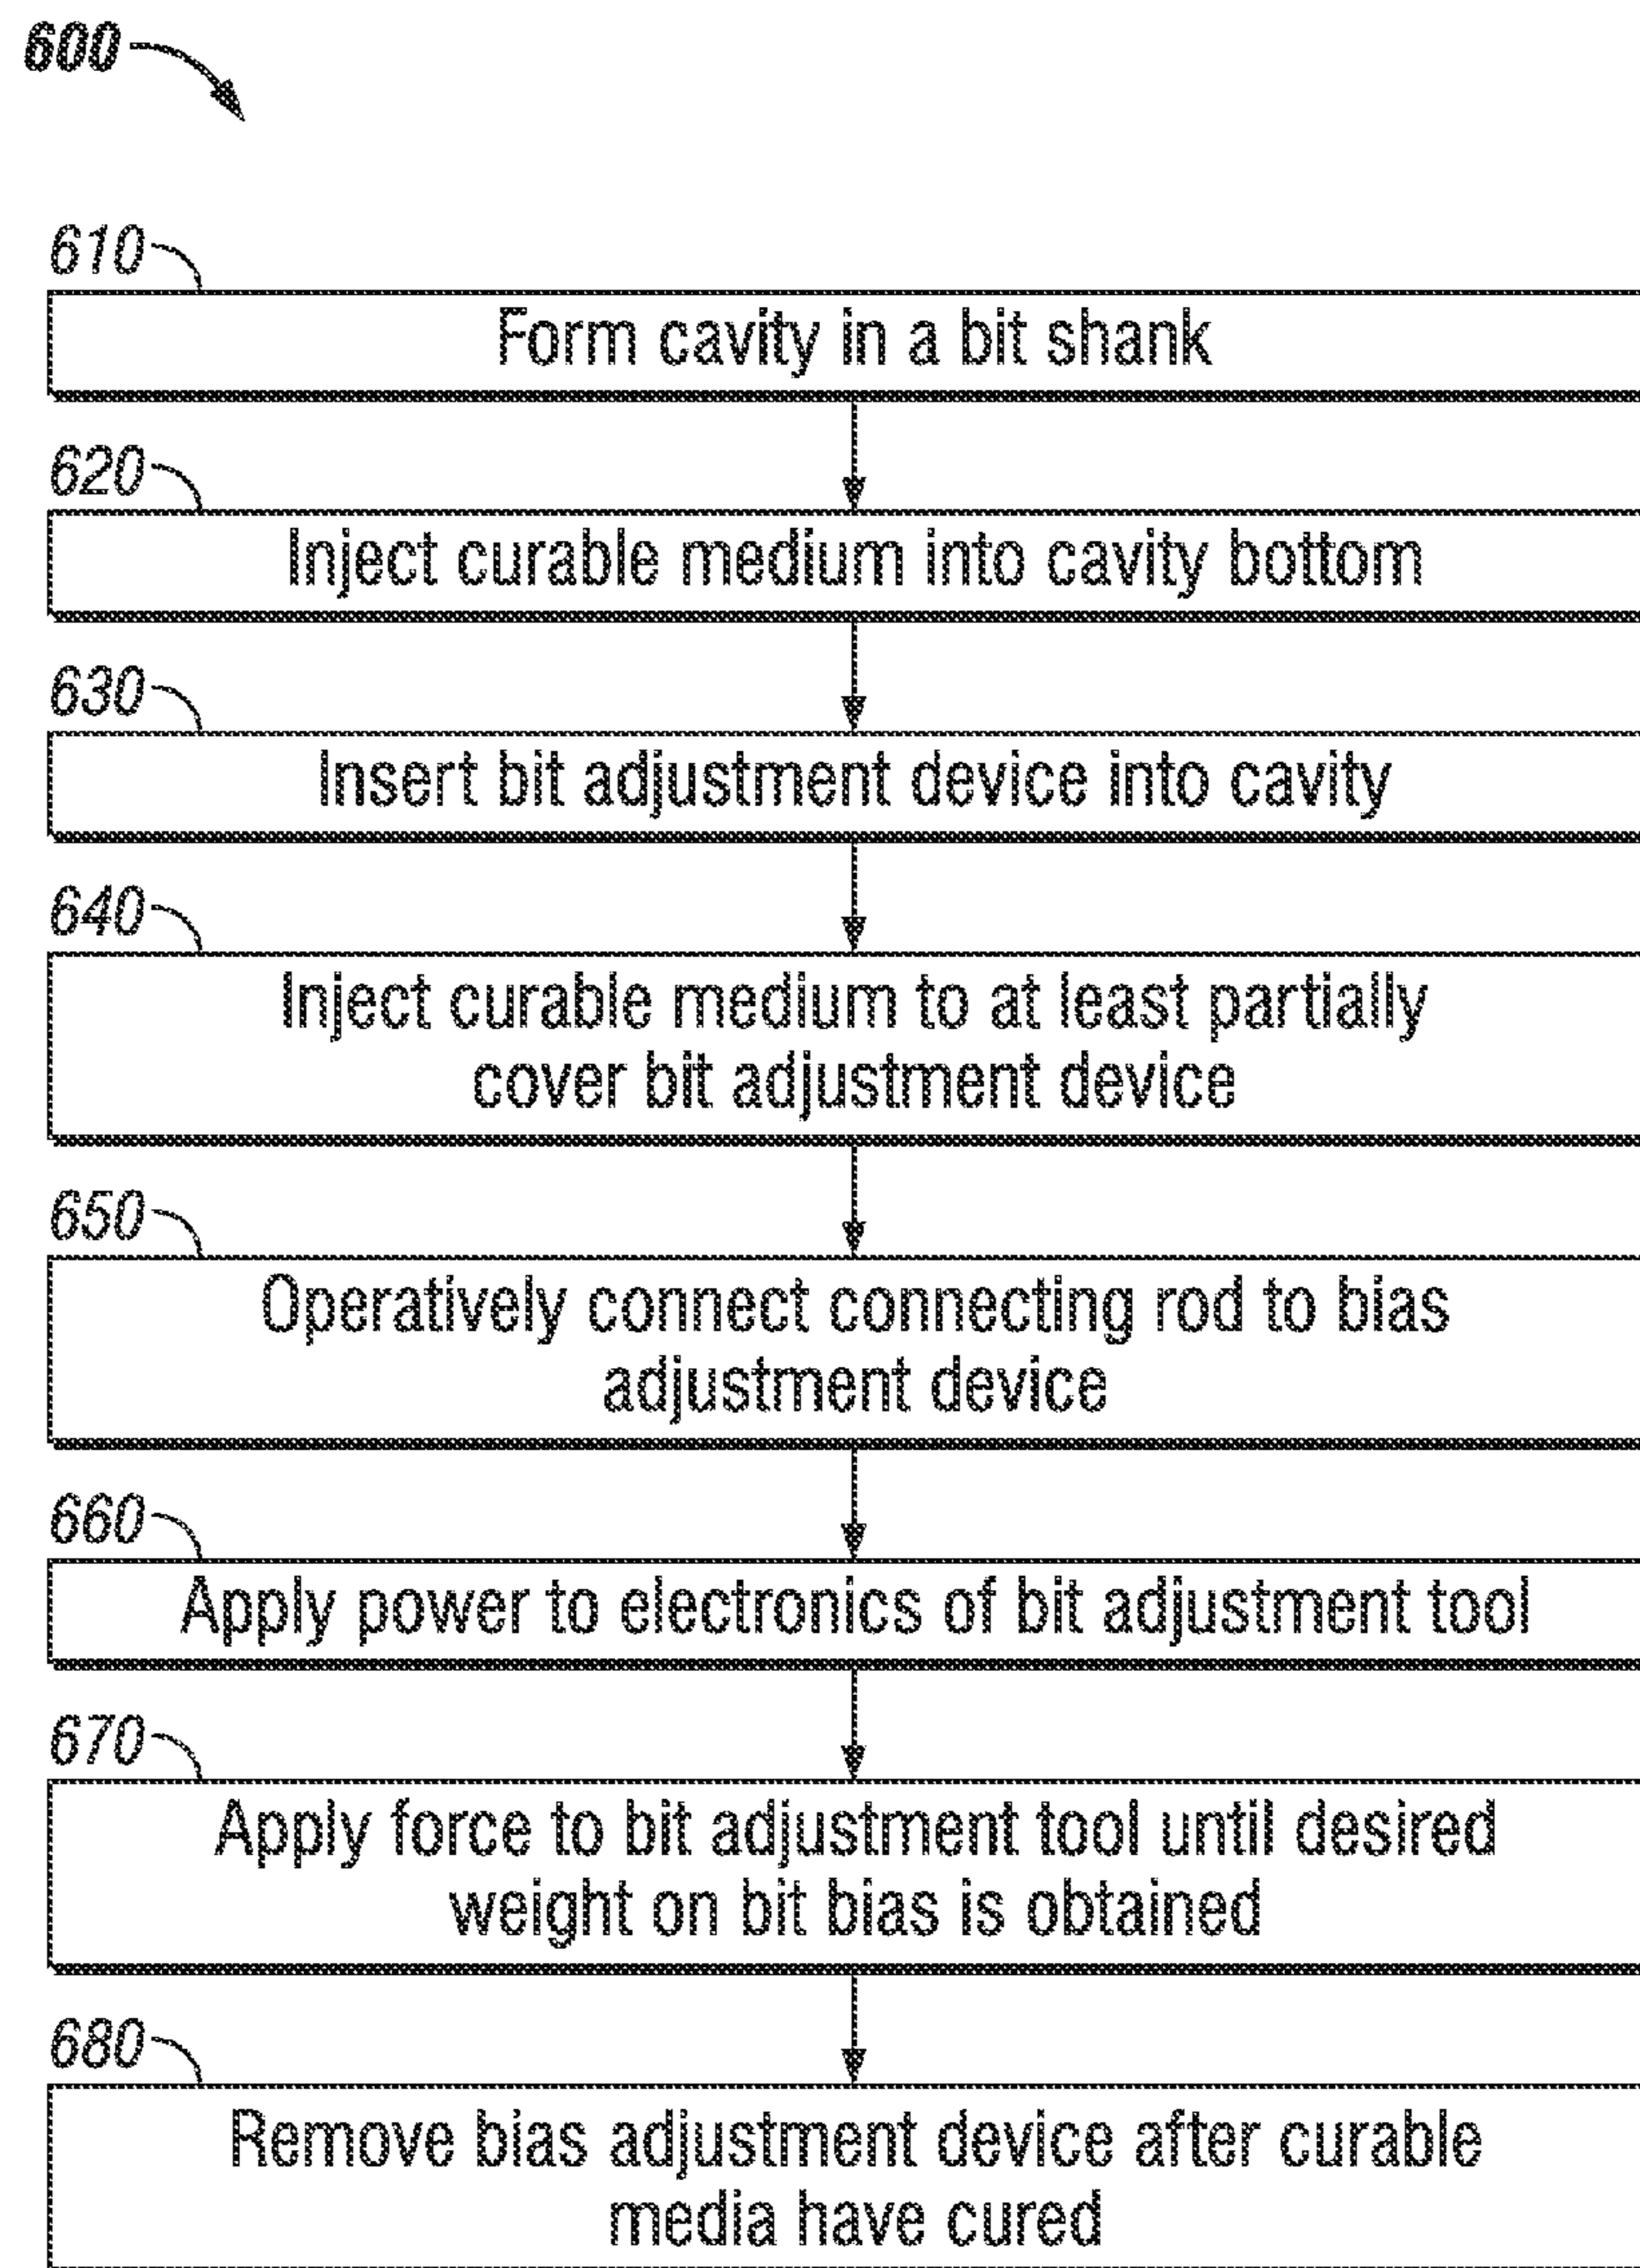 600
610
Form cavity in a bit shank
620
Inject curable medium into cavity bottom
630
Insert bit adjustment device into cavity
640
Inject curable medium to at least partially
cover bit adjustment device
650
Operatively connect connecting rod to bias
adjustment device
660
Apply power to electronics of bit adjustment tool
670
Apply force to bit adjustment tool until desired
weight on bit bias is obtained
680
Remove bias adjustment device after curable
media have cured